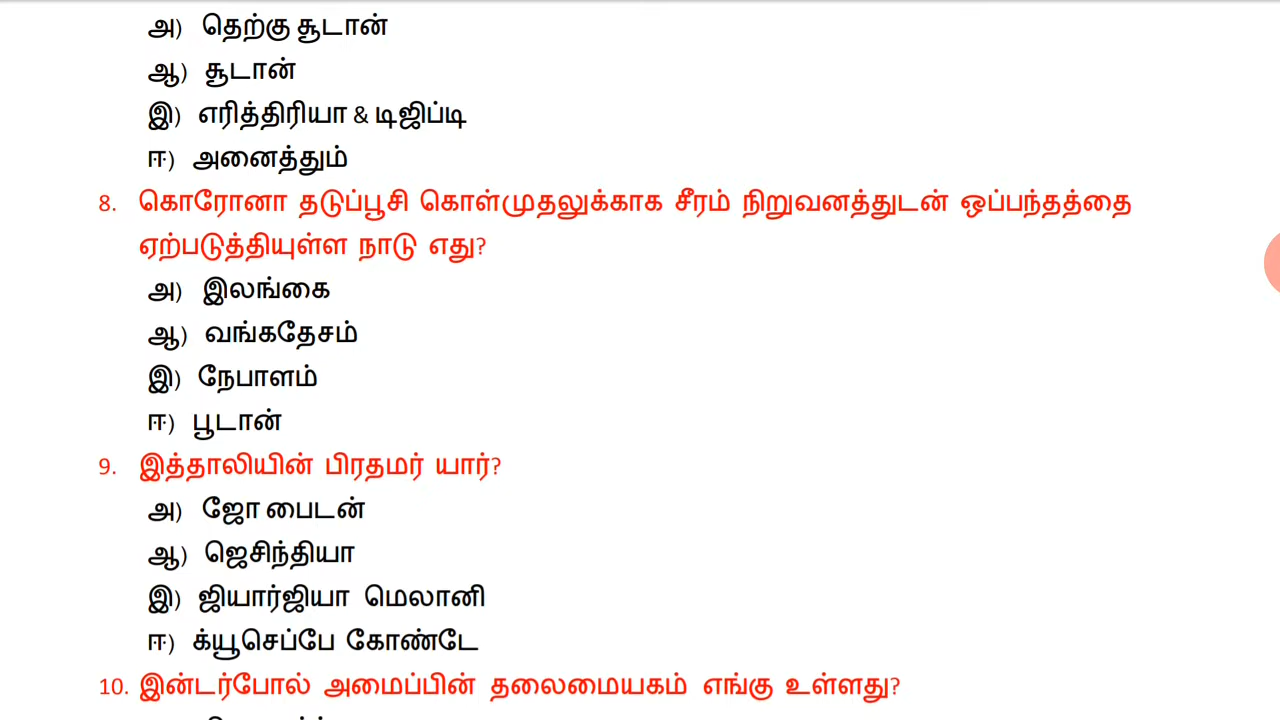 அ) தெற்கு சூடான்
ஆ) சூடான்
இ) எரித்திரியா & டிஜிப்டி
ஈ) அனைத்தும்
8. கொரோனா தடுப்பூசி கொள்முதலுக்காக சீரம் நிறுவனத்துடன் ஒப்பந்தத்தை
ஏற்படுத்தியுள்ள நாடு எது?
அ) இலங்கை
ஆ) வங்கதேசம்
இ) நேபாளம்
ஈ) பூடான்
9. இத்தாலியின் பிரதமர் யார்?
அ) ஜோ பைடன்
ஆ) ஜெசிந்தியா
இ) ஜியார்ஜியா மெலானி
ஈ) க்யூசெப்பே கோண்டே
10. இன்டர்போல் அமைப்பின் தலைமையகம் எங்கு உள்ளது?